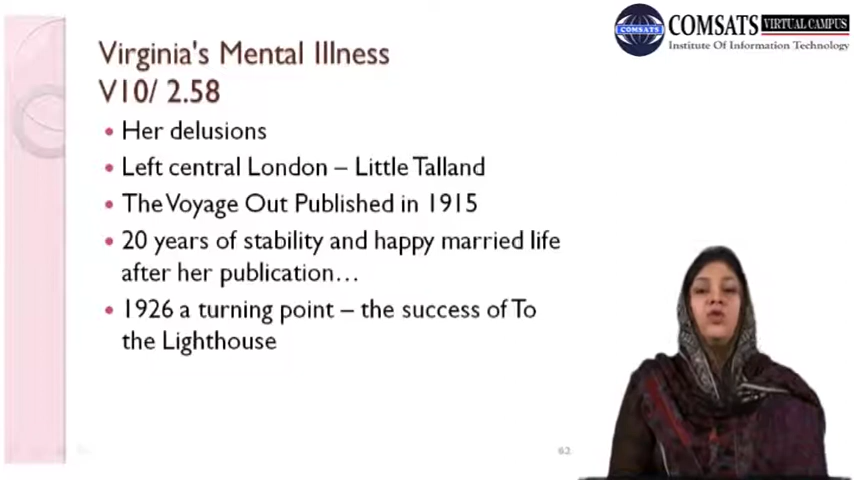 COMSATS VIRTUAL CAMPUS
COMSATS
Institute Of Information Technology
Virginia's Mental Illness
V10/ 2.58
• Her delusions
• Left central London – Little Talland
• The Voyage Out Published in 1915
• 20 years of stability and happy married life
after her publication…
• 1926 a turning point – the success of To
the Lighthouse
62